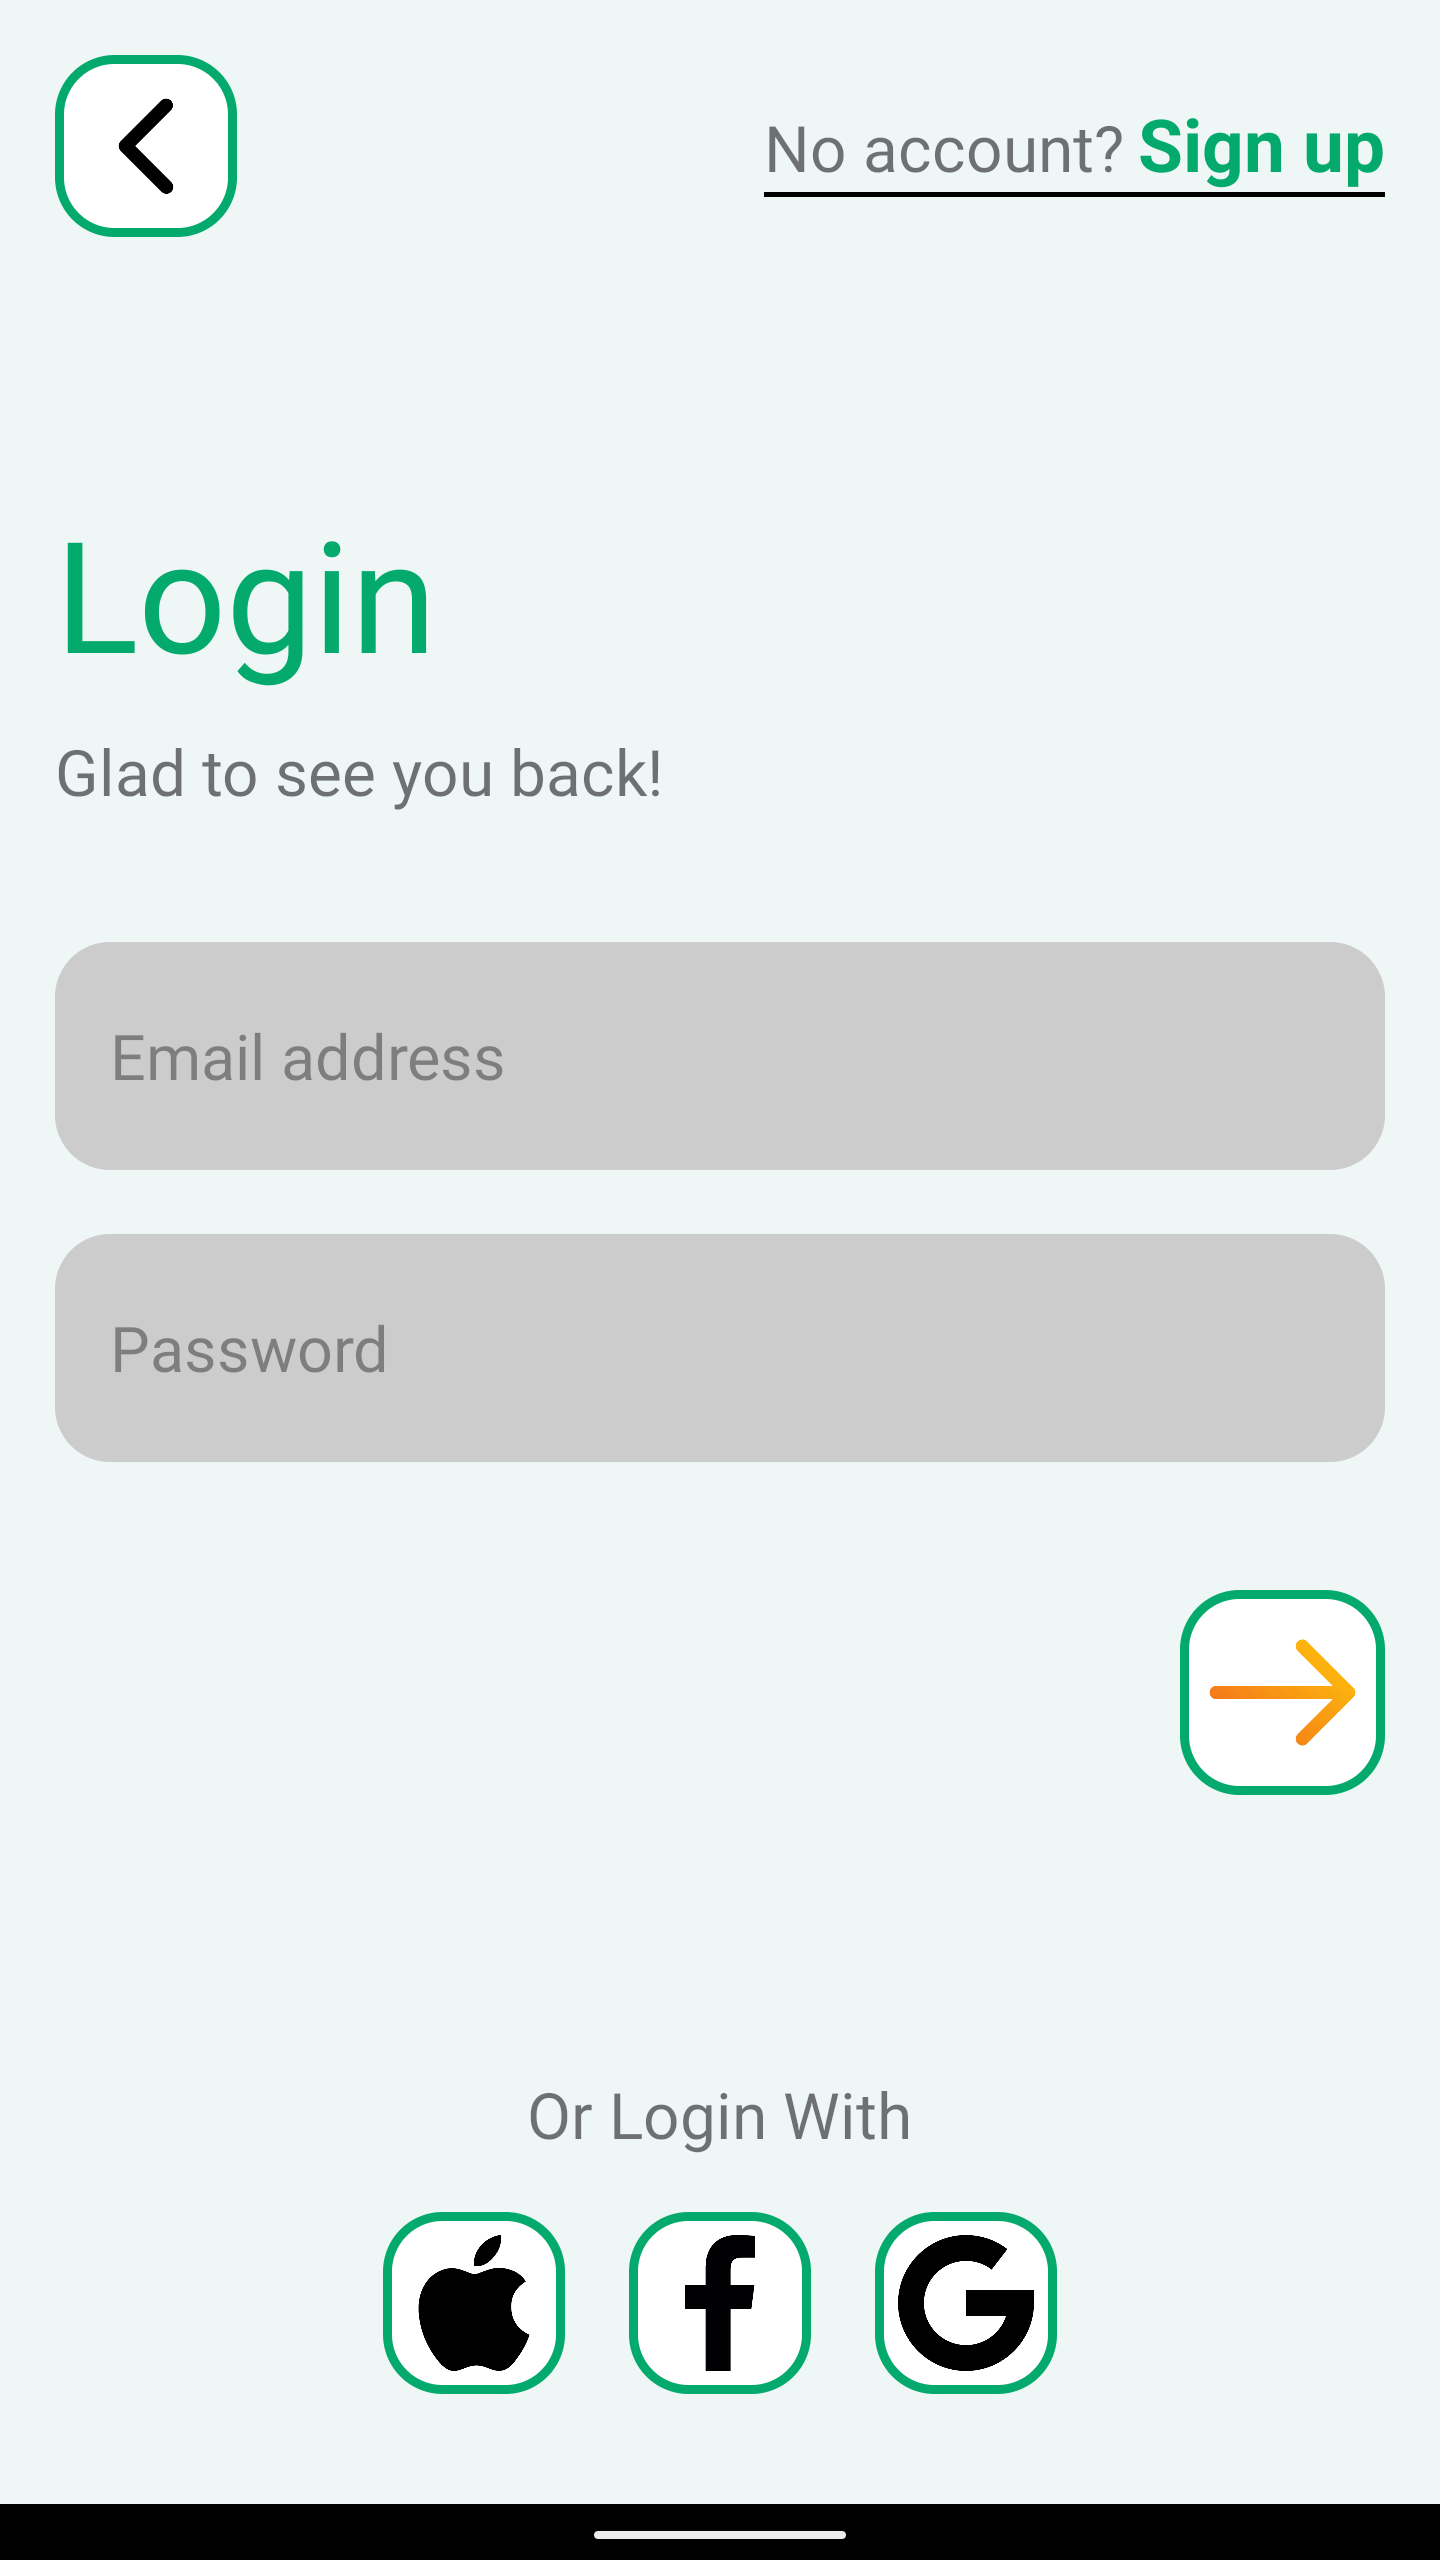 No account? Sign up
Login
Glad to see you back!
Email address
Password
Or Login With